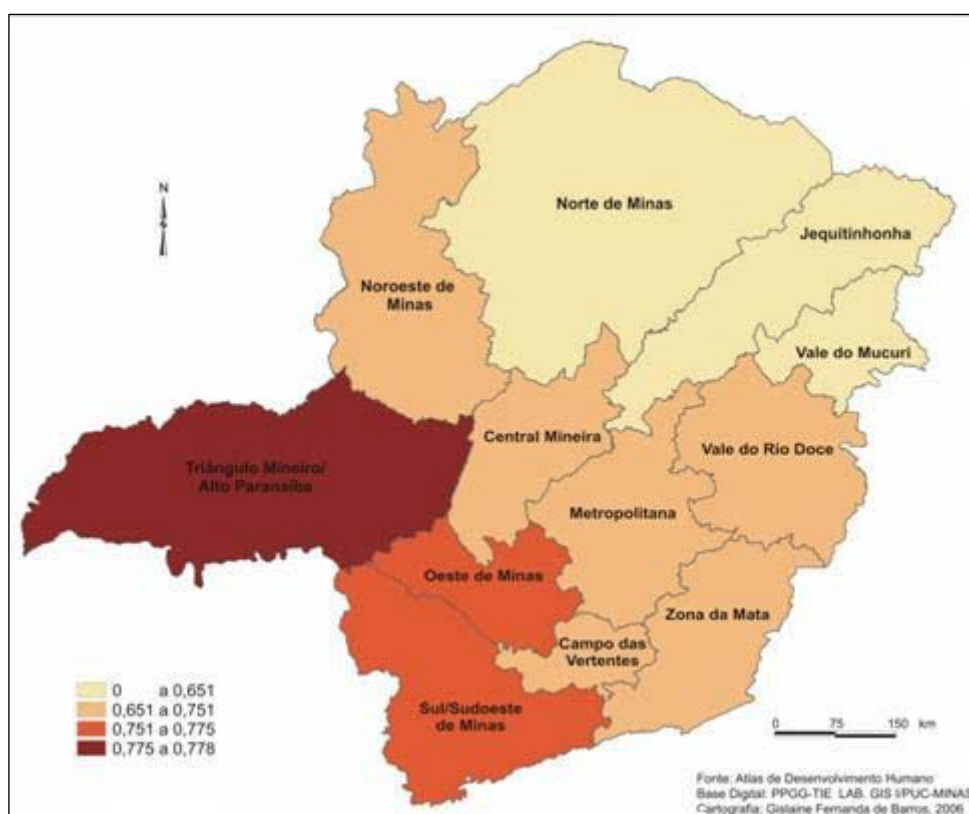 N
Norte de Minas
Jequitinhonha
Noroeste de
Minas
Vale do Mucuri
Central Mineira
Vale do Rio Doce
Triângulo Mineiro/
Alto Paranaíba
Metropolitana
Oeste de Minas
Zona da Mata
Campo das
Vertentes
Sul/Sudoeste
de Minas
0 a 0,651
0,651 a 0,751
0,751 a 0,775
0,775 a 0,778
0 75 150 km
Fonte: Atlas de Desenvolvimento Humano
Base Digital: PPGG-TIE LAB. GIS I/PUC-MINAS
Cartografia: Gislaine Fernanda de Barros, 2006